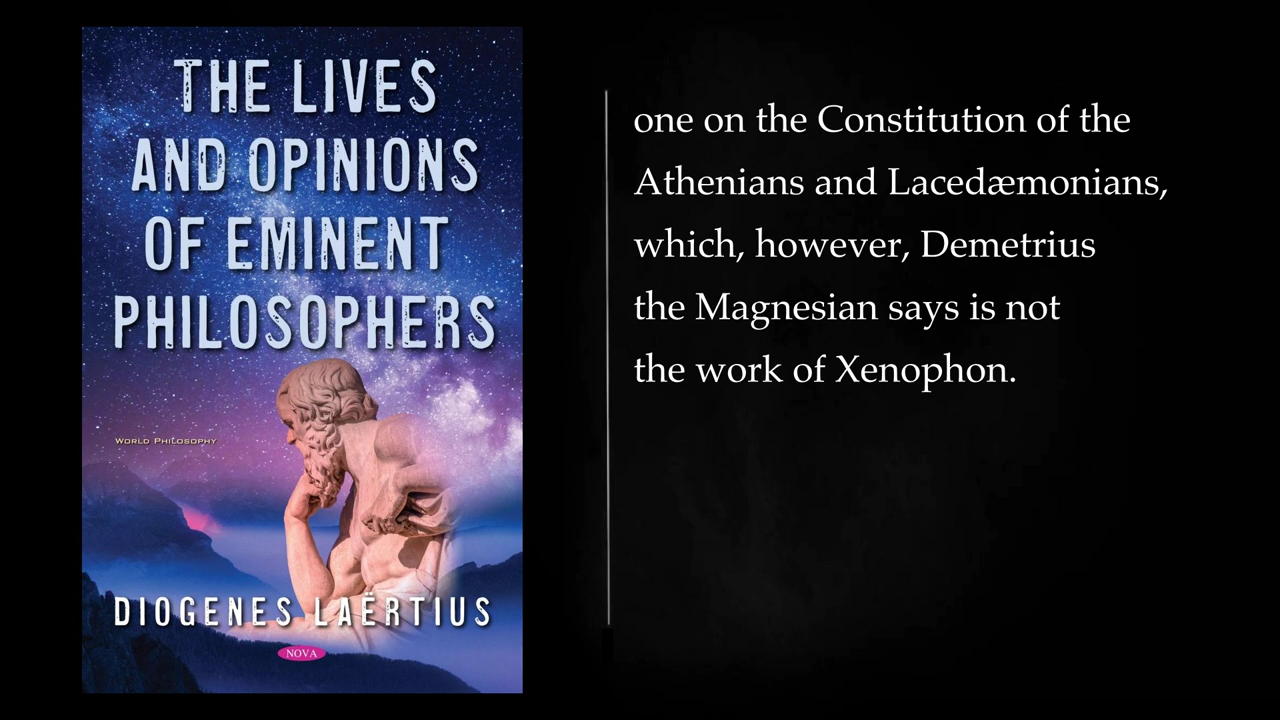 THE LIVES
AND OPINIONS
OF EMINENT
PHILOSOPHERS
WORLD PHILOSOPHY
DIOGENES LAËRTIUS
NOVA
one on the Constitution of the
Athenians and Lacedæmonians,
which, however, Demetrius
the Magnesian says is not
the work of Xenophon.